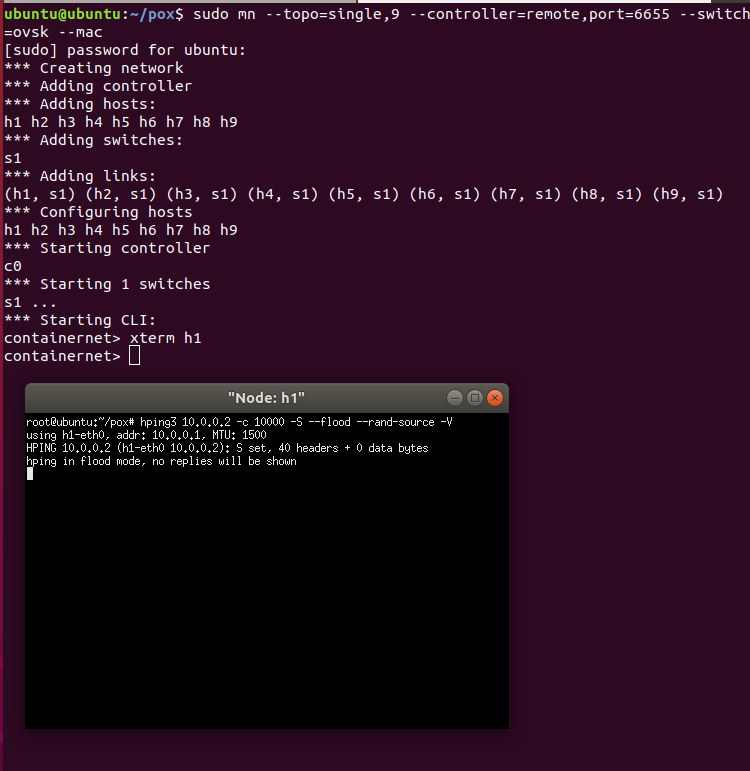 ubuntu@ubuntu:~/pox$ sudo mn --topo=single,9 --controller=remote,port=6655 --switch
=ovsk --mac
[sudo] password for ubuntu:
*** Creating network
*** Adding controller
*** Adding hosts:
h1 h2 h3 h4 h5 h6 h7 h8 h9
*** Adding switches:
s1
*** Adding links:
(h1, s1) (h2, s1) (h3, s1) (h4, s1) (h5, s1) (h6, s1) (h7, s1) (h8, s1) (h9, s1)
*** Configuring hosts
h1 h2 h3 h4 h5 h6 h7 h8 h9
*** Starting controller
c0
*** Starting 1 switches
s1 ...
*** Starting CLI:
containernet> xterm h1
containernet>
"Node: h1"
root@ubuntu:~/pox# hping3 10.0.0.2 -c 10000 -S --flood --rand-source -V
using h1-eth0, addr: 10.0.0.1, MTU: 1500
HPING 10.0.0.2 (h1-eth0 10.0.0.2): S set, 40 headers + 0 data bytes
hping in flood mode, no replies will be shown